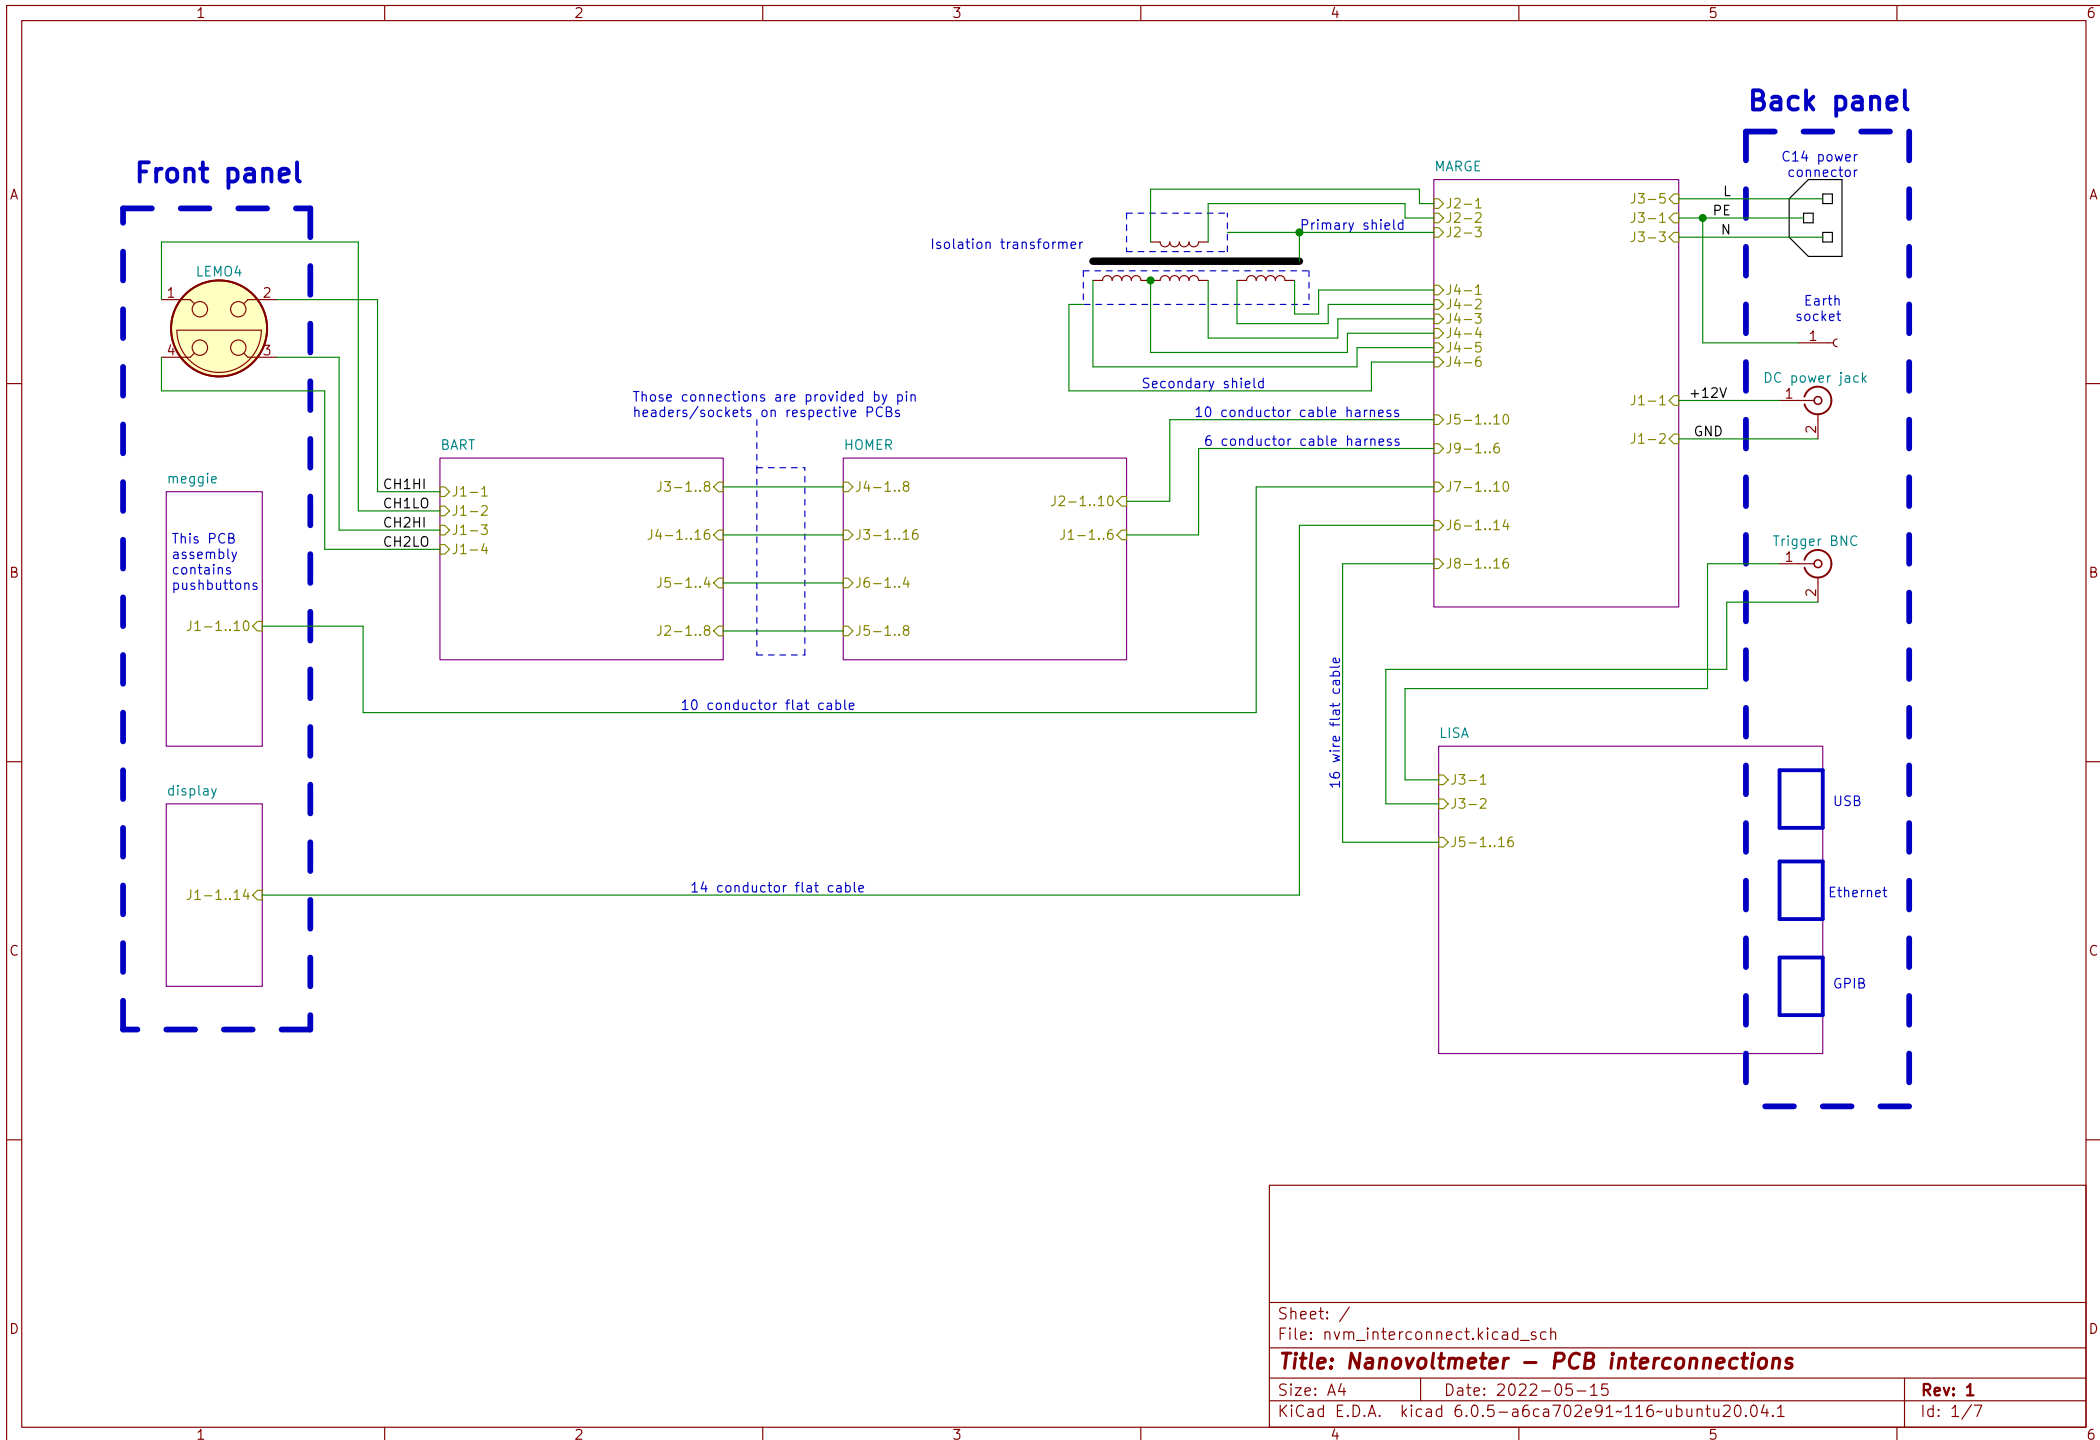 1
2
3
4
5
6
A
B
C
D
A
B
C
D
1
2
3
4
5
6
Front panel
LEMO4
1
2
4
3
meggie
This PCB
assembly
contains
pushbuttons
J1-1..10
display
J1-1..14
CH1HI
CH1LO
CH2HI
CH2LO
BART
J1-1
J1-2
J1-3
J1-4
J3-1..8
J4-1..16
J5-1..4
J2-1..8
Those connections are provided by pin
headers/sockets on respective PCBs
HOMER
J4-1..8
J3-1..16
J6-1..4
J5-1..8
J2-1..10
J1-1..6
10 conductor flat cable
14 conductor flat cable
Isolation transformer
Primary shield
Secondary shield
10 conductor cable harness
6 conductor cable harness
16 wire flat cable
MARGE
J2-1
J2-2
J2-3
J4-1
J4-2
J4-3
J4-4
J4-5
J4-6
J5-1..10
J9-1..6
J7-1..10
J6-1..14
J8-1..16
J3-5
J3-1
J3-3
J1-1
J1-2
L
PE
N
+12V
GND
LISA
J3-1
J3-2
J5-1..16
Back panel
C14 power
connector
Earth
socket
1
DC power jack
1
2
Trigger BNC
1
2
USB
Ethernet
GPIB
Sheet: /
File: nvm_interconnect.kicad_sch
Title: Nanovoltmeter – PCB interconnections
Size: A4
Date: 2022-05-15
Rev: 1
KiCad E.D.A. kicad 6.0.5-a6ca702e91~116~ubuntu20.04.1
Id: 1/7